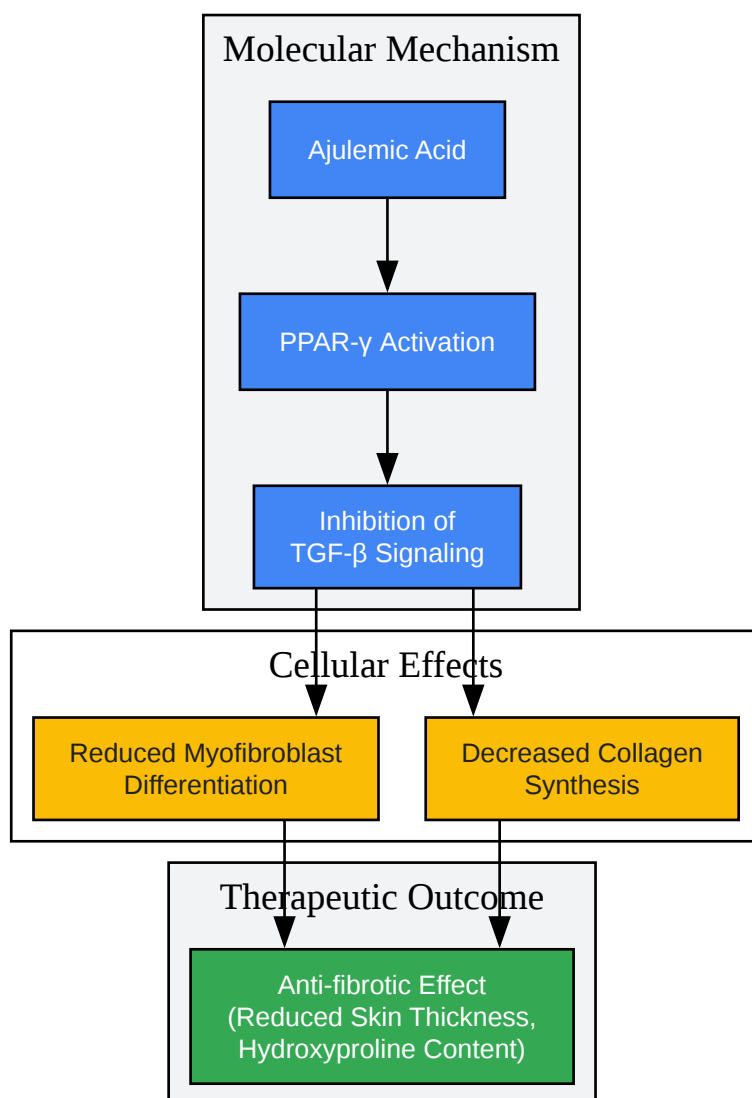 Molecular Mechanism
Ajulemic Acid
PPAR-γ Activation
Inhibition of
TGF-β Signaling
Cellular Effects
Reduced Myofibroblast
Differentiation
Decreased Collagen
Synthesis
Therapeutic Outcome
Anti-fibrotic Effect
(Reduced Skin Thickness,
Hydroxyproline Content)